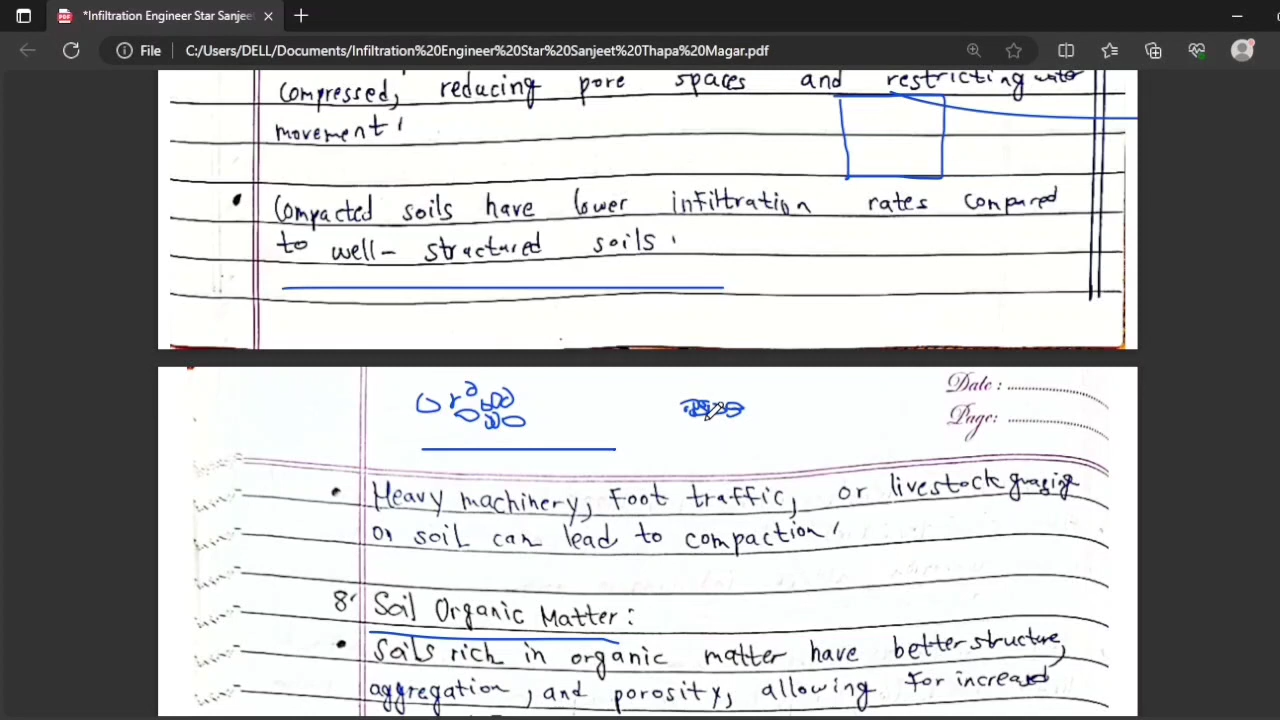 *Infiltration Engineer Star Sanjee
File
C:/Users/DELL/Documents/Infiltration%20Engineer%20Star%20Sanjeet%20Thapa%20Magar.pdf
compressed, reducing pore spaces and restricting water
movement.
• Compacted soils have lower infiltration rates compared
to well-structured soils.
Date:
Page:
• Heavy machinery, foot traffic, or livestock grazing
on soil can lead to compaction.
8. Soil Organic Matter:
• Soils rich in organic matter have better structure,
aggregation, and porosity, allowing for increased